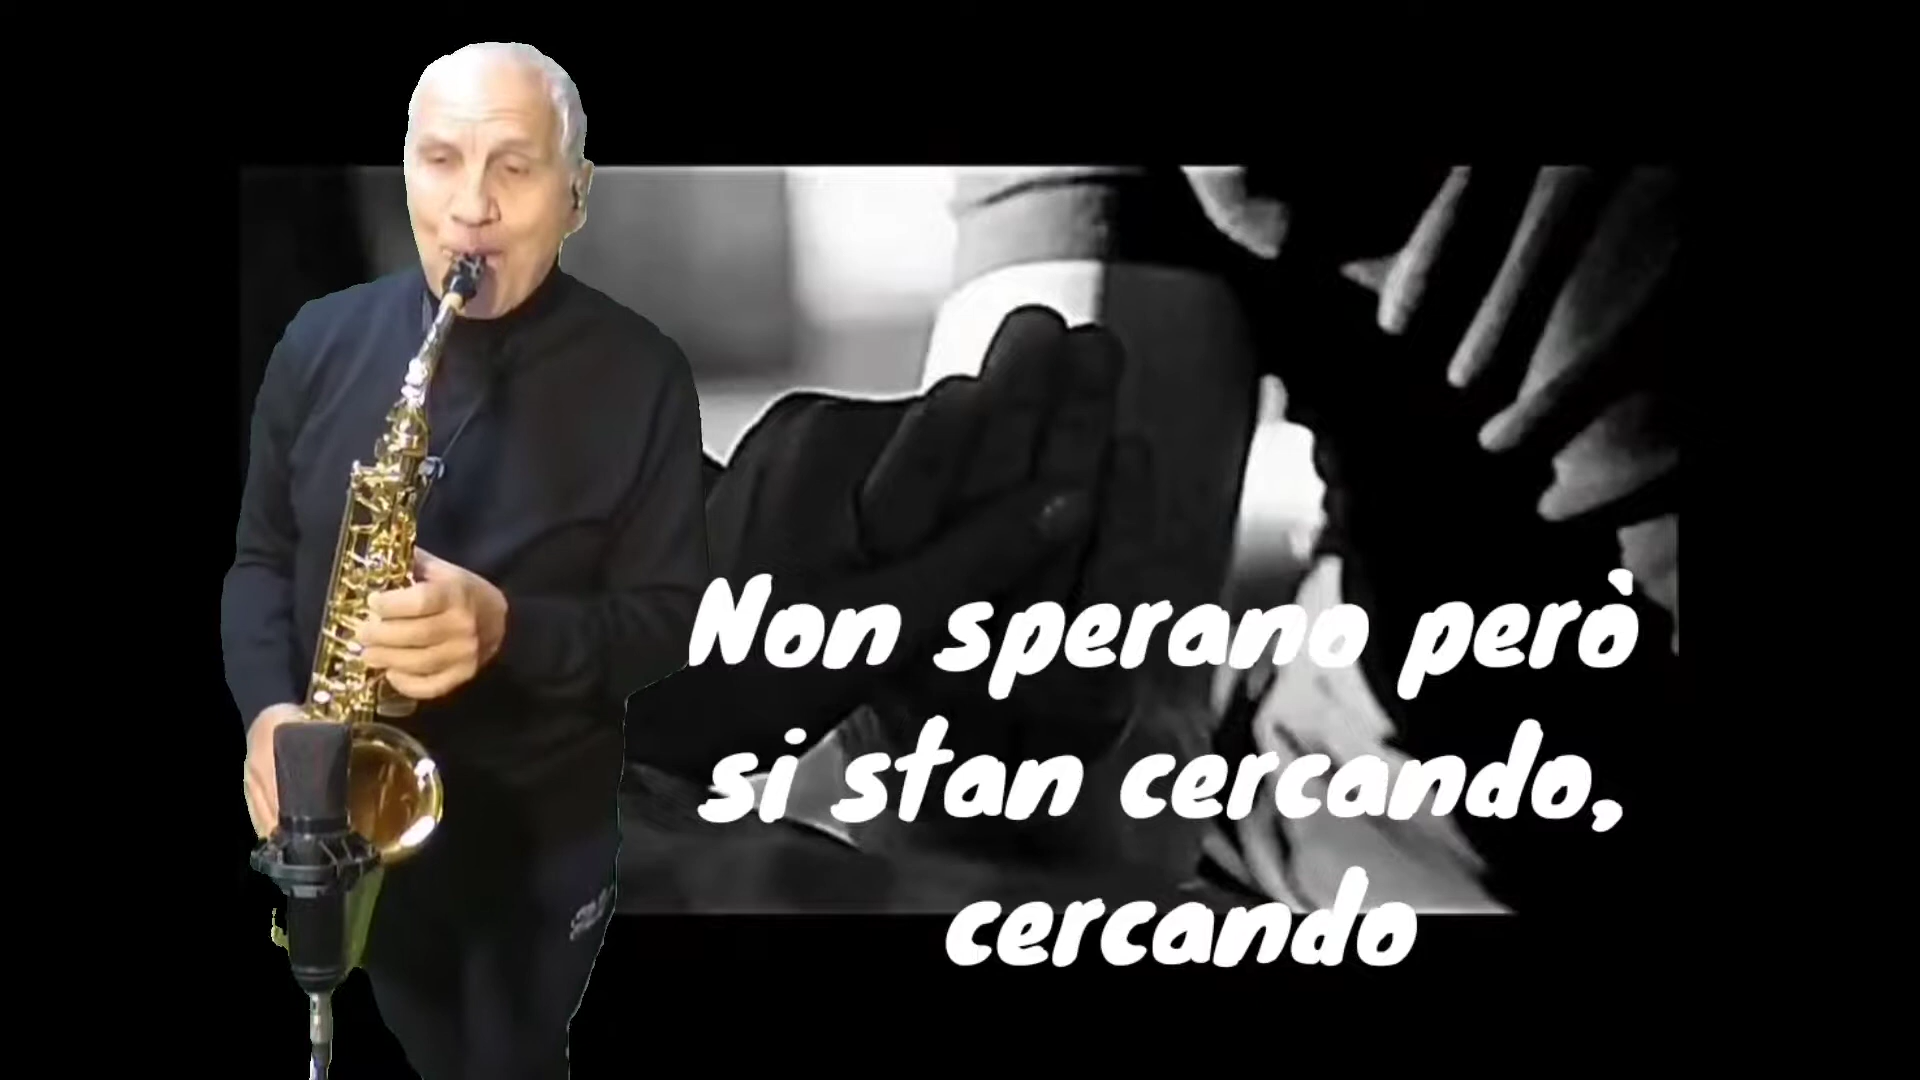 Non sperano però
si stan cercando,
cercando